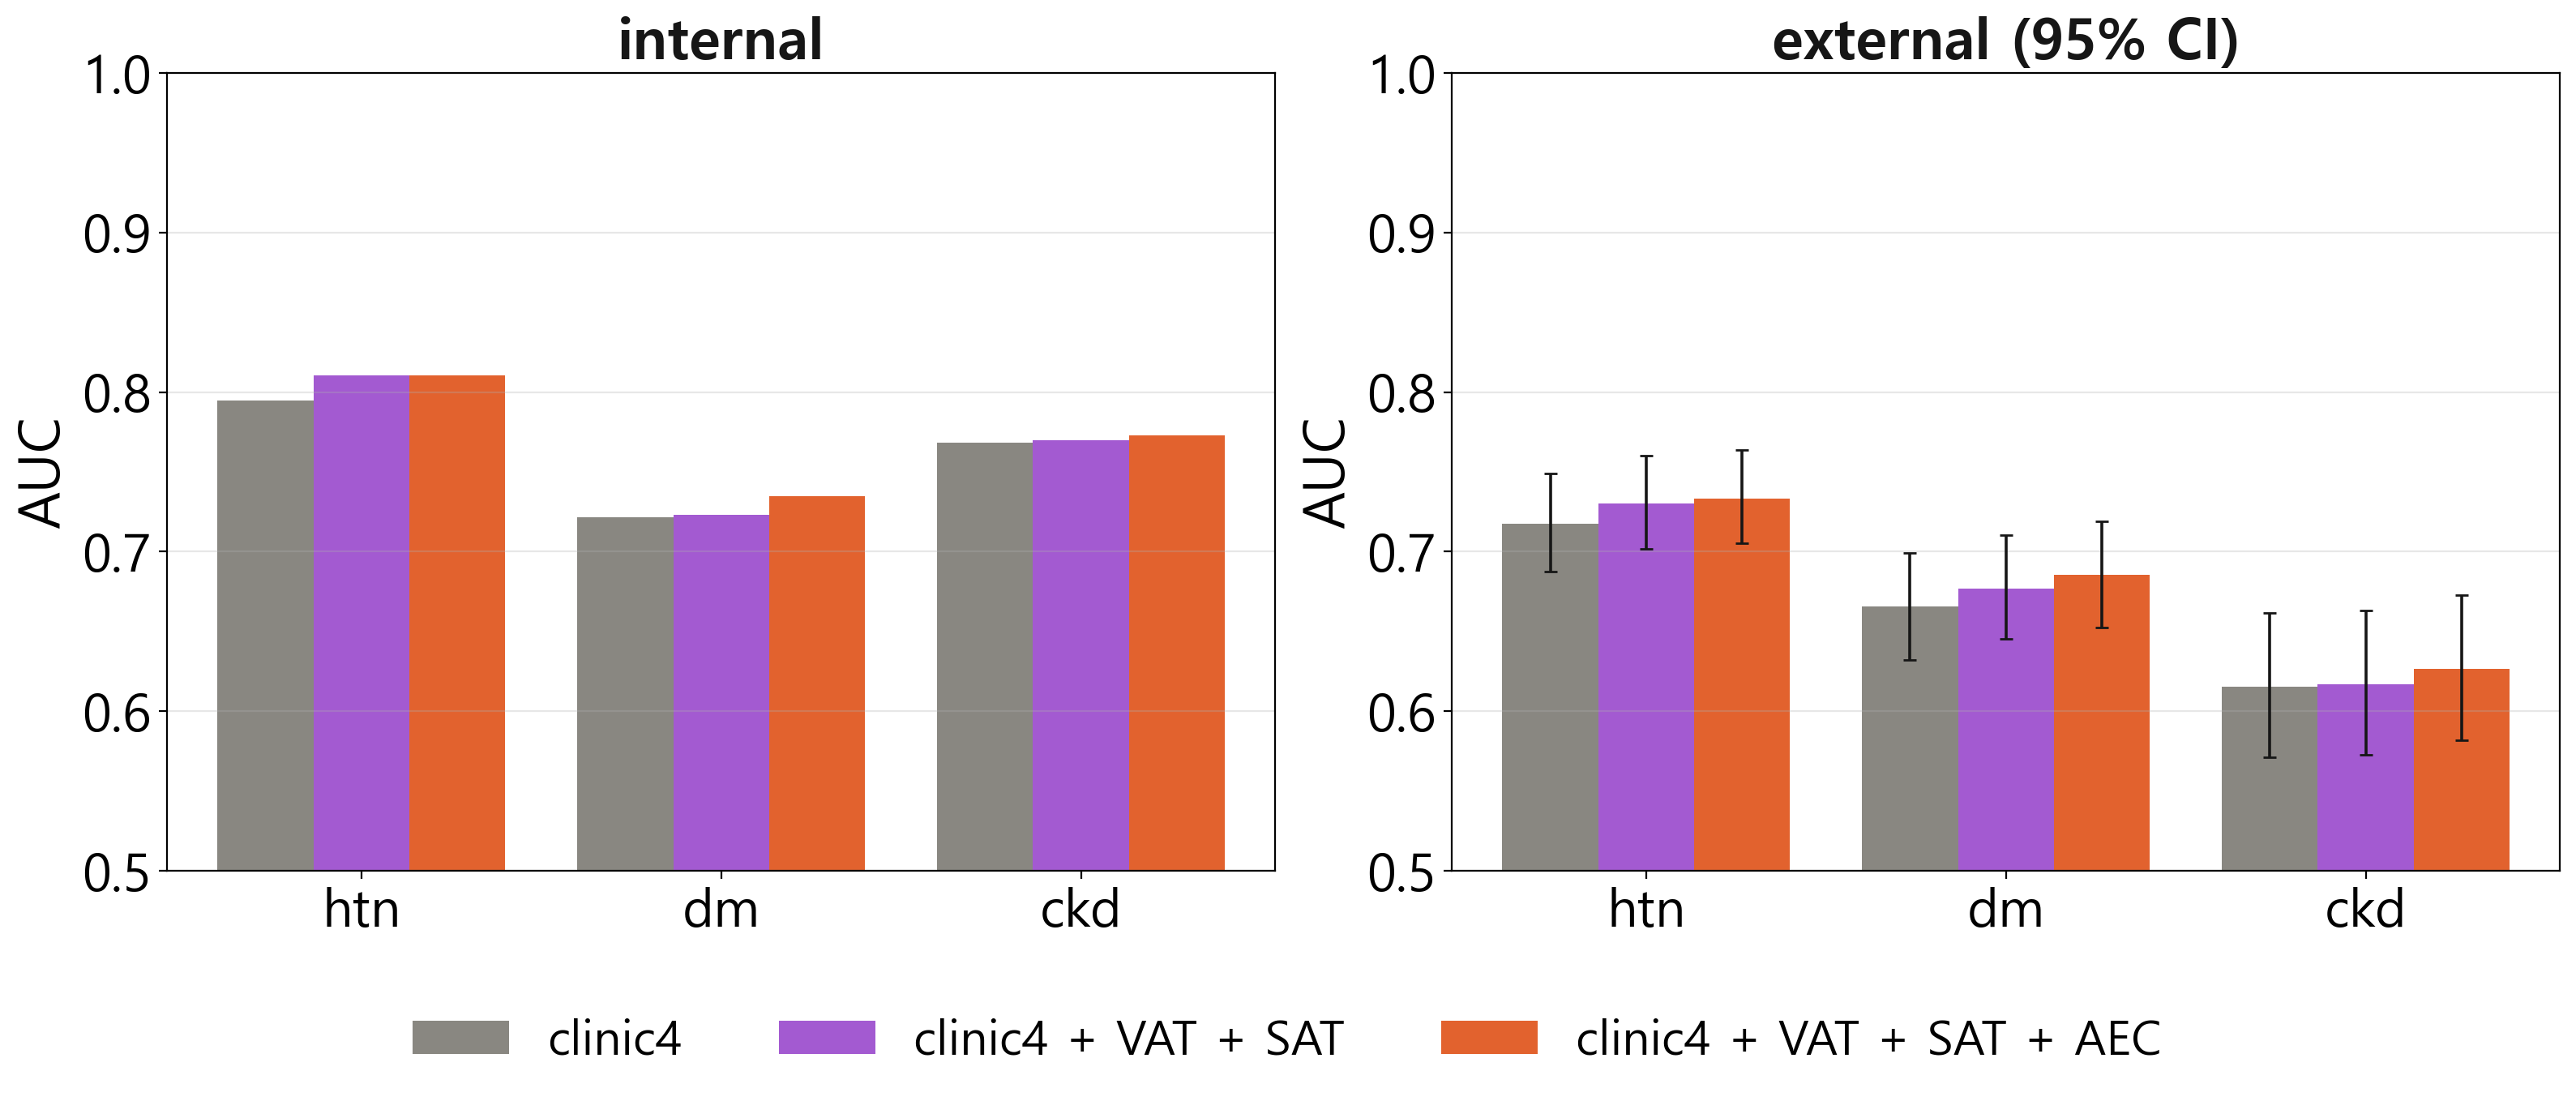 internal
1.0
0.9
0.8
0.7
0.6
0.5
AUC
htn dm ckd
external (95% CI)
1.0
0.9
0.8
0.7
0.6
0.5
AUC
htn dm ckd
clinic4 clinic4 + VAT + SAT clinic4 + VAT + SAT + AEC